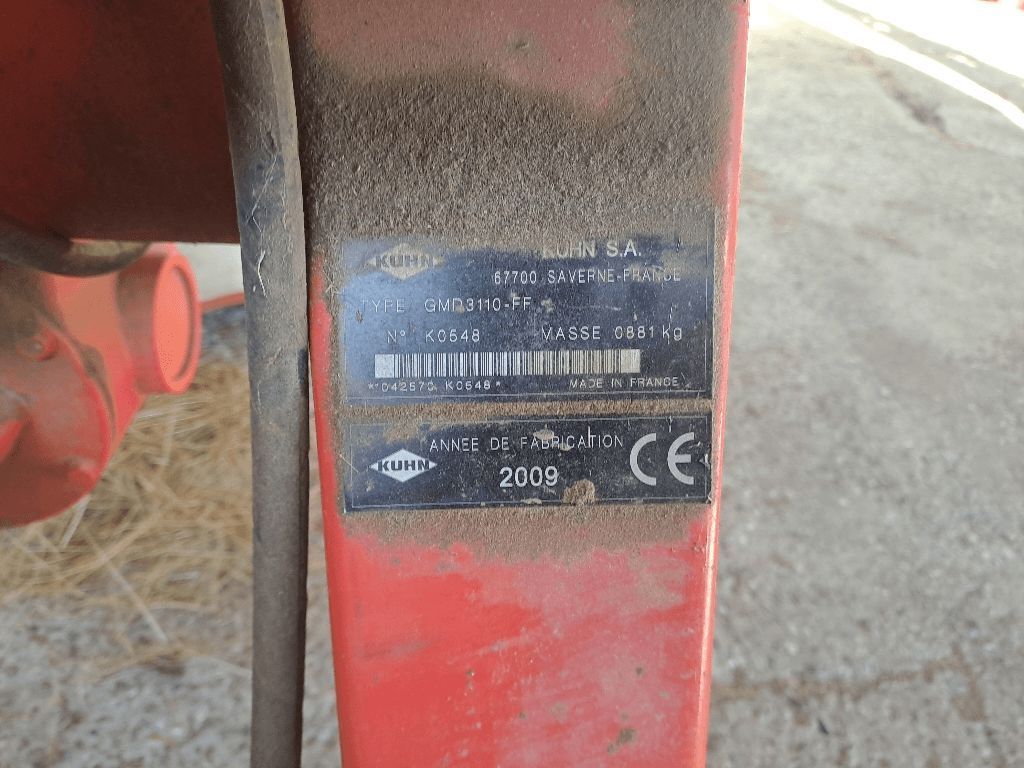 KUHN
KUHN S.A.
67700 SAVERNE-FRANCE
TYPE GMD3110-FF
N° K0548 MASSE 0881 kg
**042570 K0548*
MADE IN FRANCE
ANNEE DE FABRICATION
KUHN
2009
CE